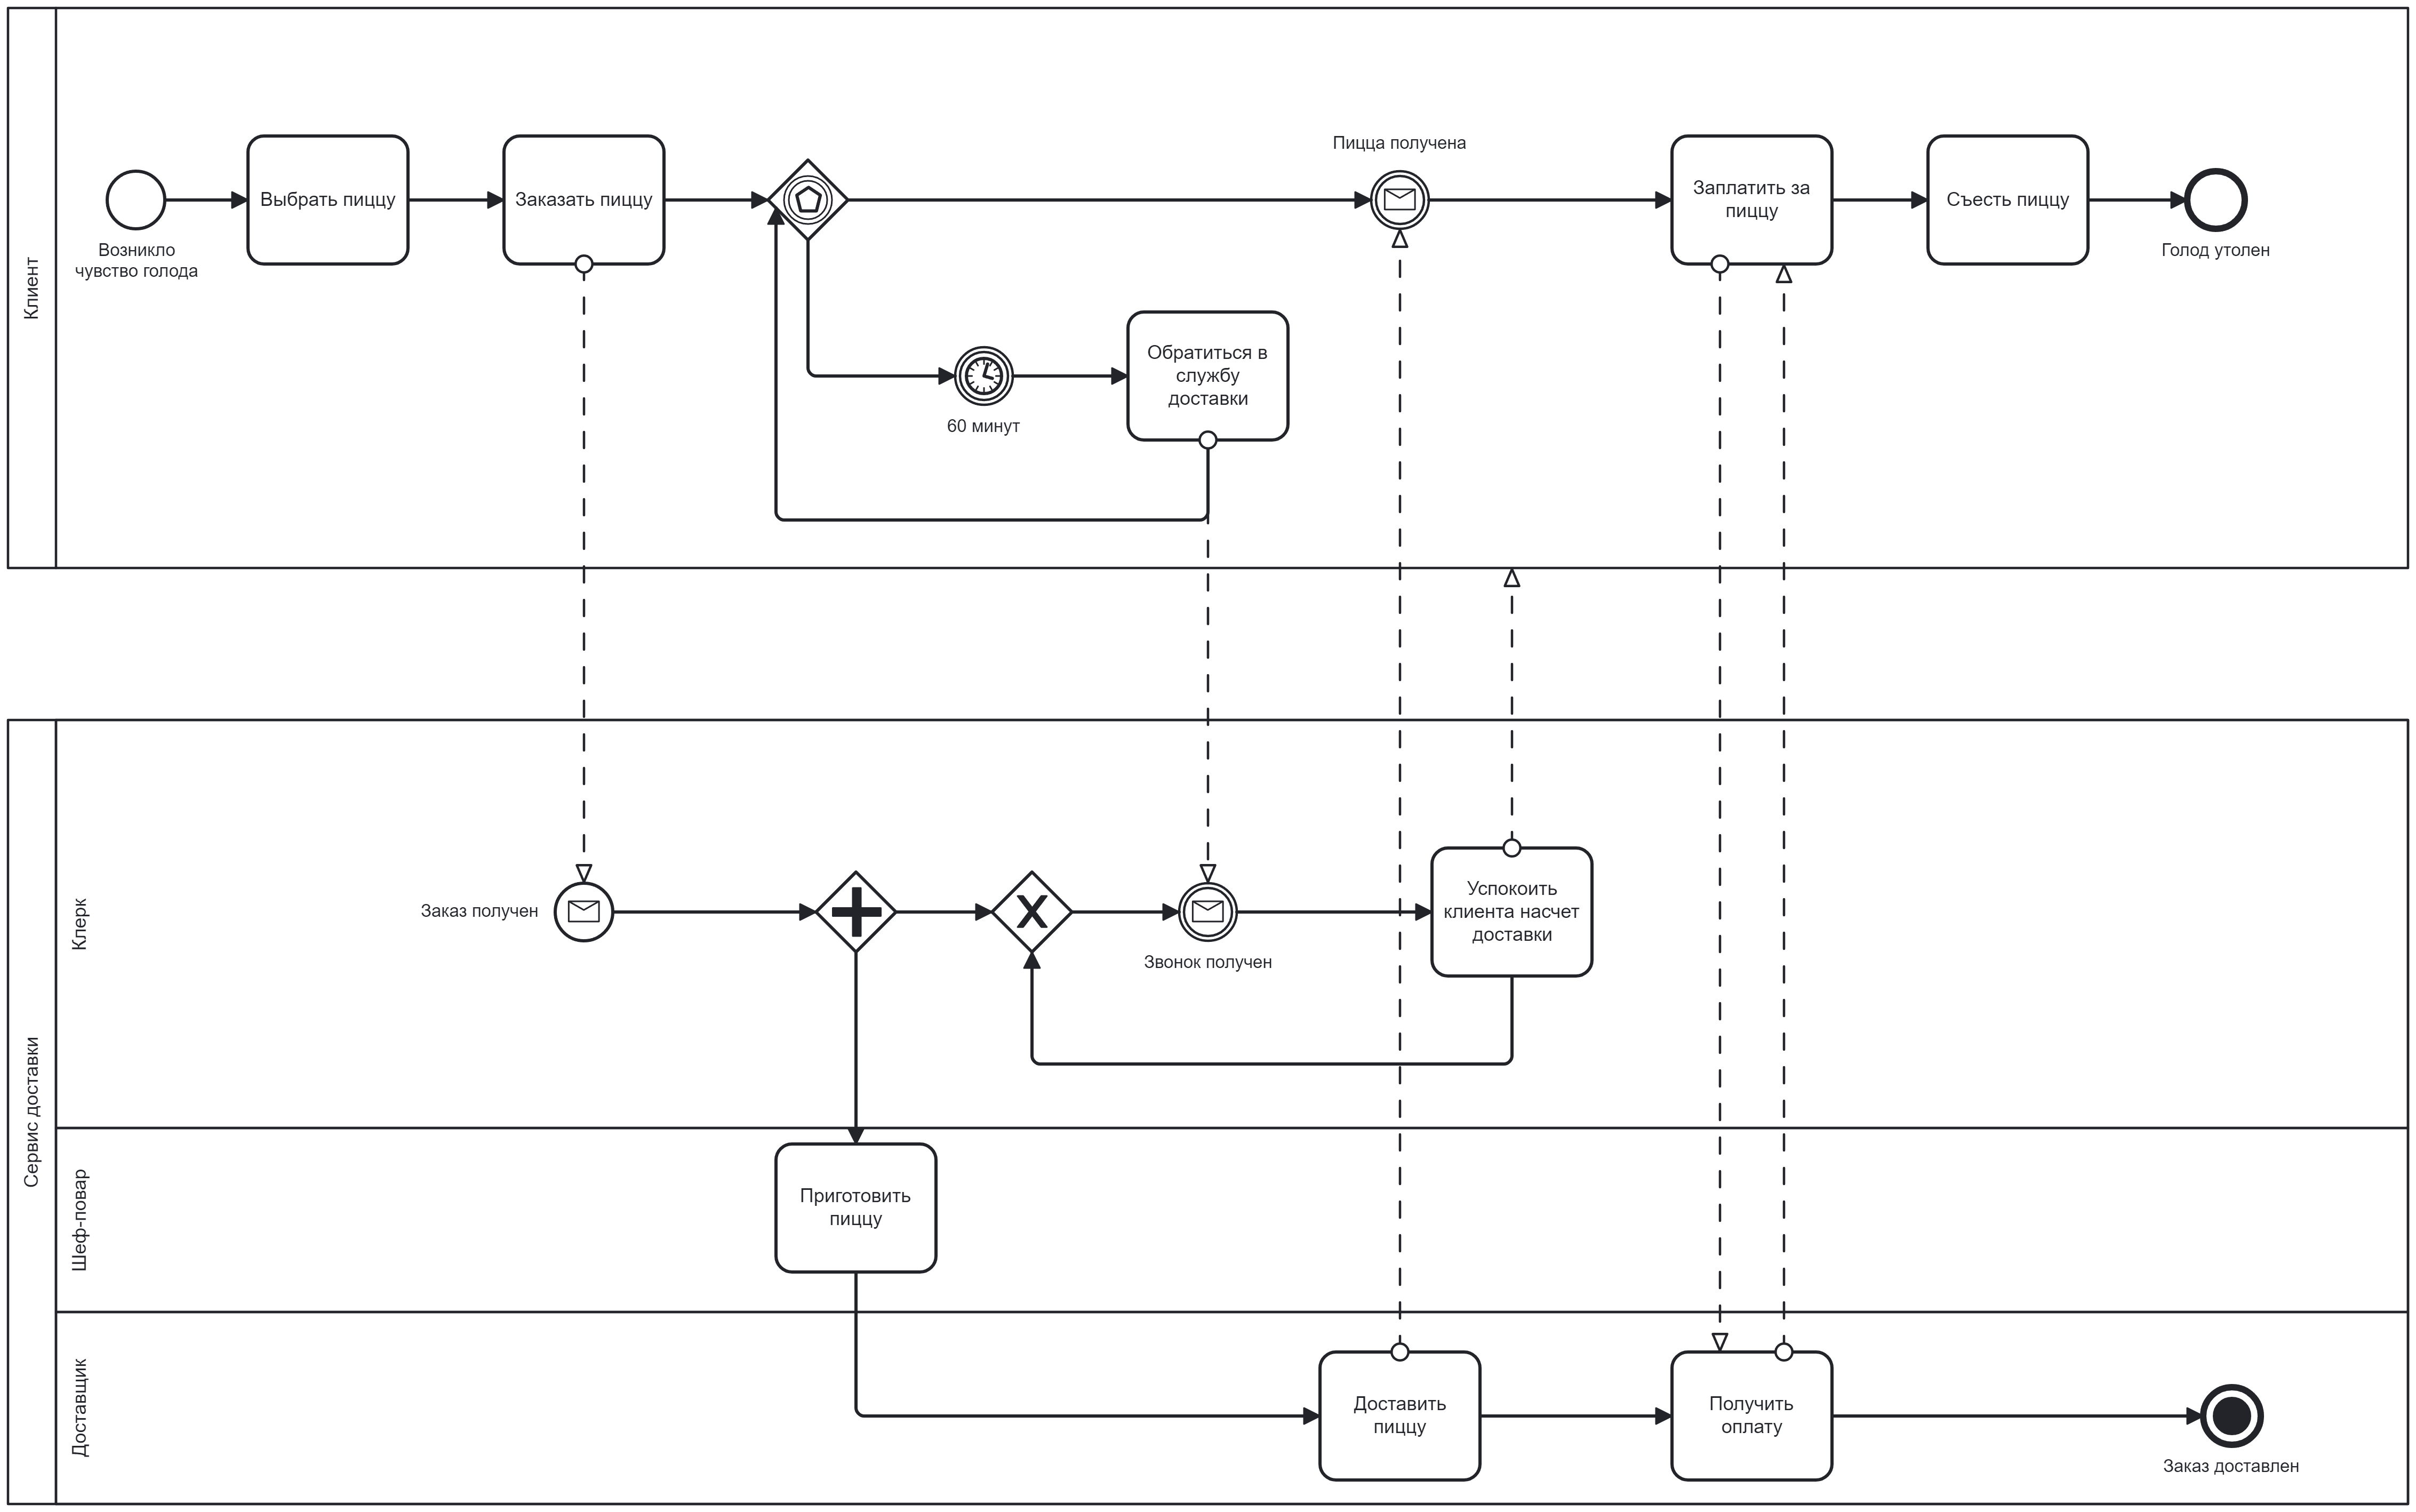 Клиент
Возникло
чувство голода
Выбрать пиццу
Заказать пиццу
60 минут
Обратиться в
службу
доставки
Пицца получена
Заплатить за
пиццу
Съесть пиццу
Голод утолен
Сервис доставки
Клерк
Заказ получен
Звонок получен
Успокоить
клиента насчет
доставки
Шеф-повар
Приготовить
пиццу
Доставщик
Доставить
пиццу
Получить
оплату
Заказ доставлен